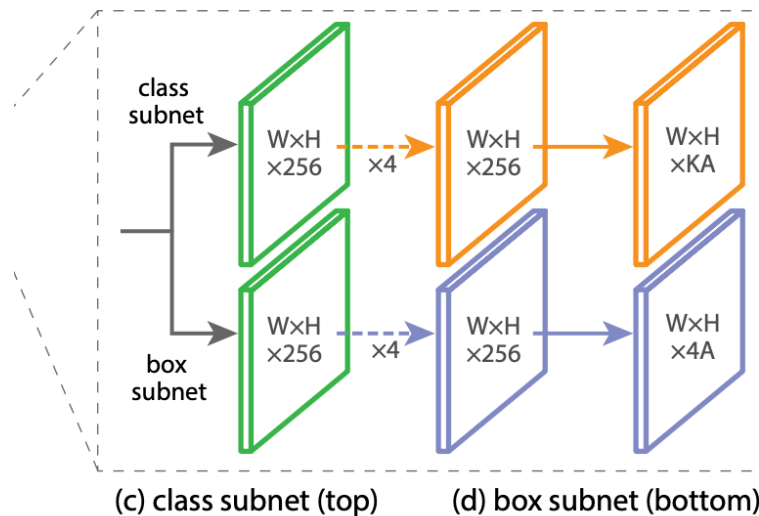 class
subnet
W×H
×256
×4
W×H
×256
W×H
×KA
box
subnet
W×H
×256
×4
W×H
×256
W×H
×4A
(c) class subnet (top)
(d) box subnet (bottom)